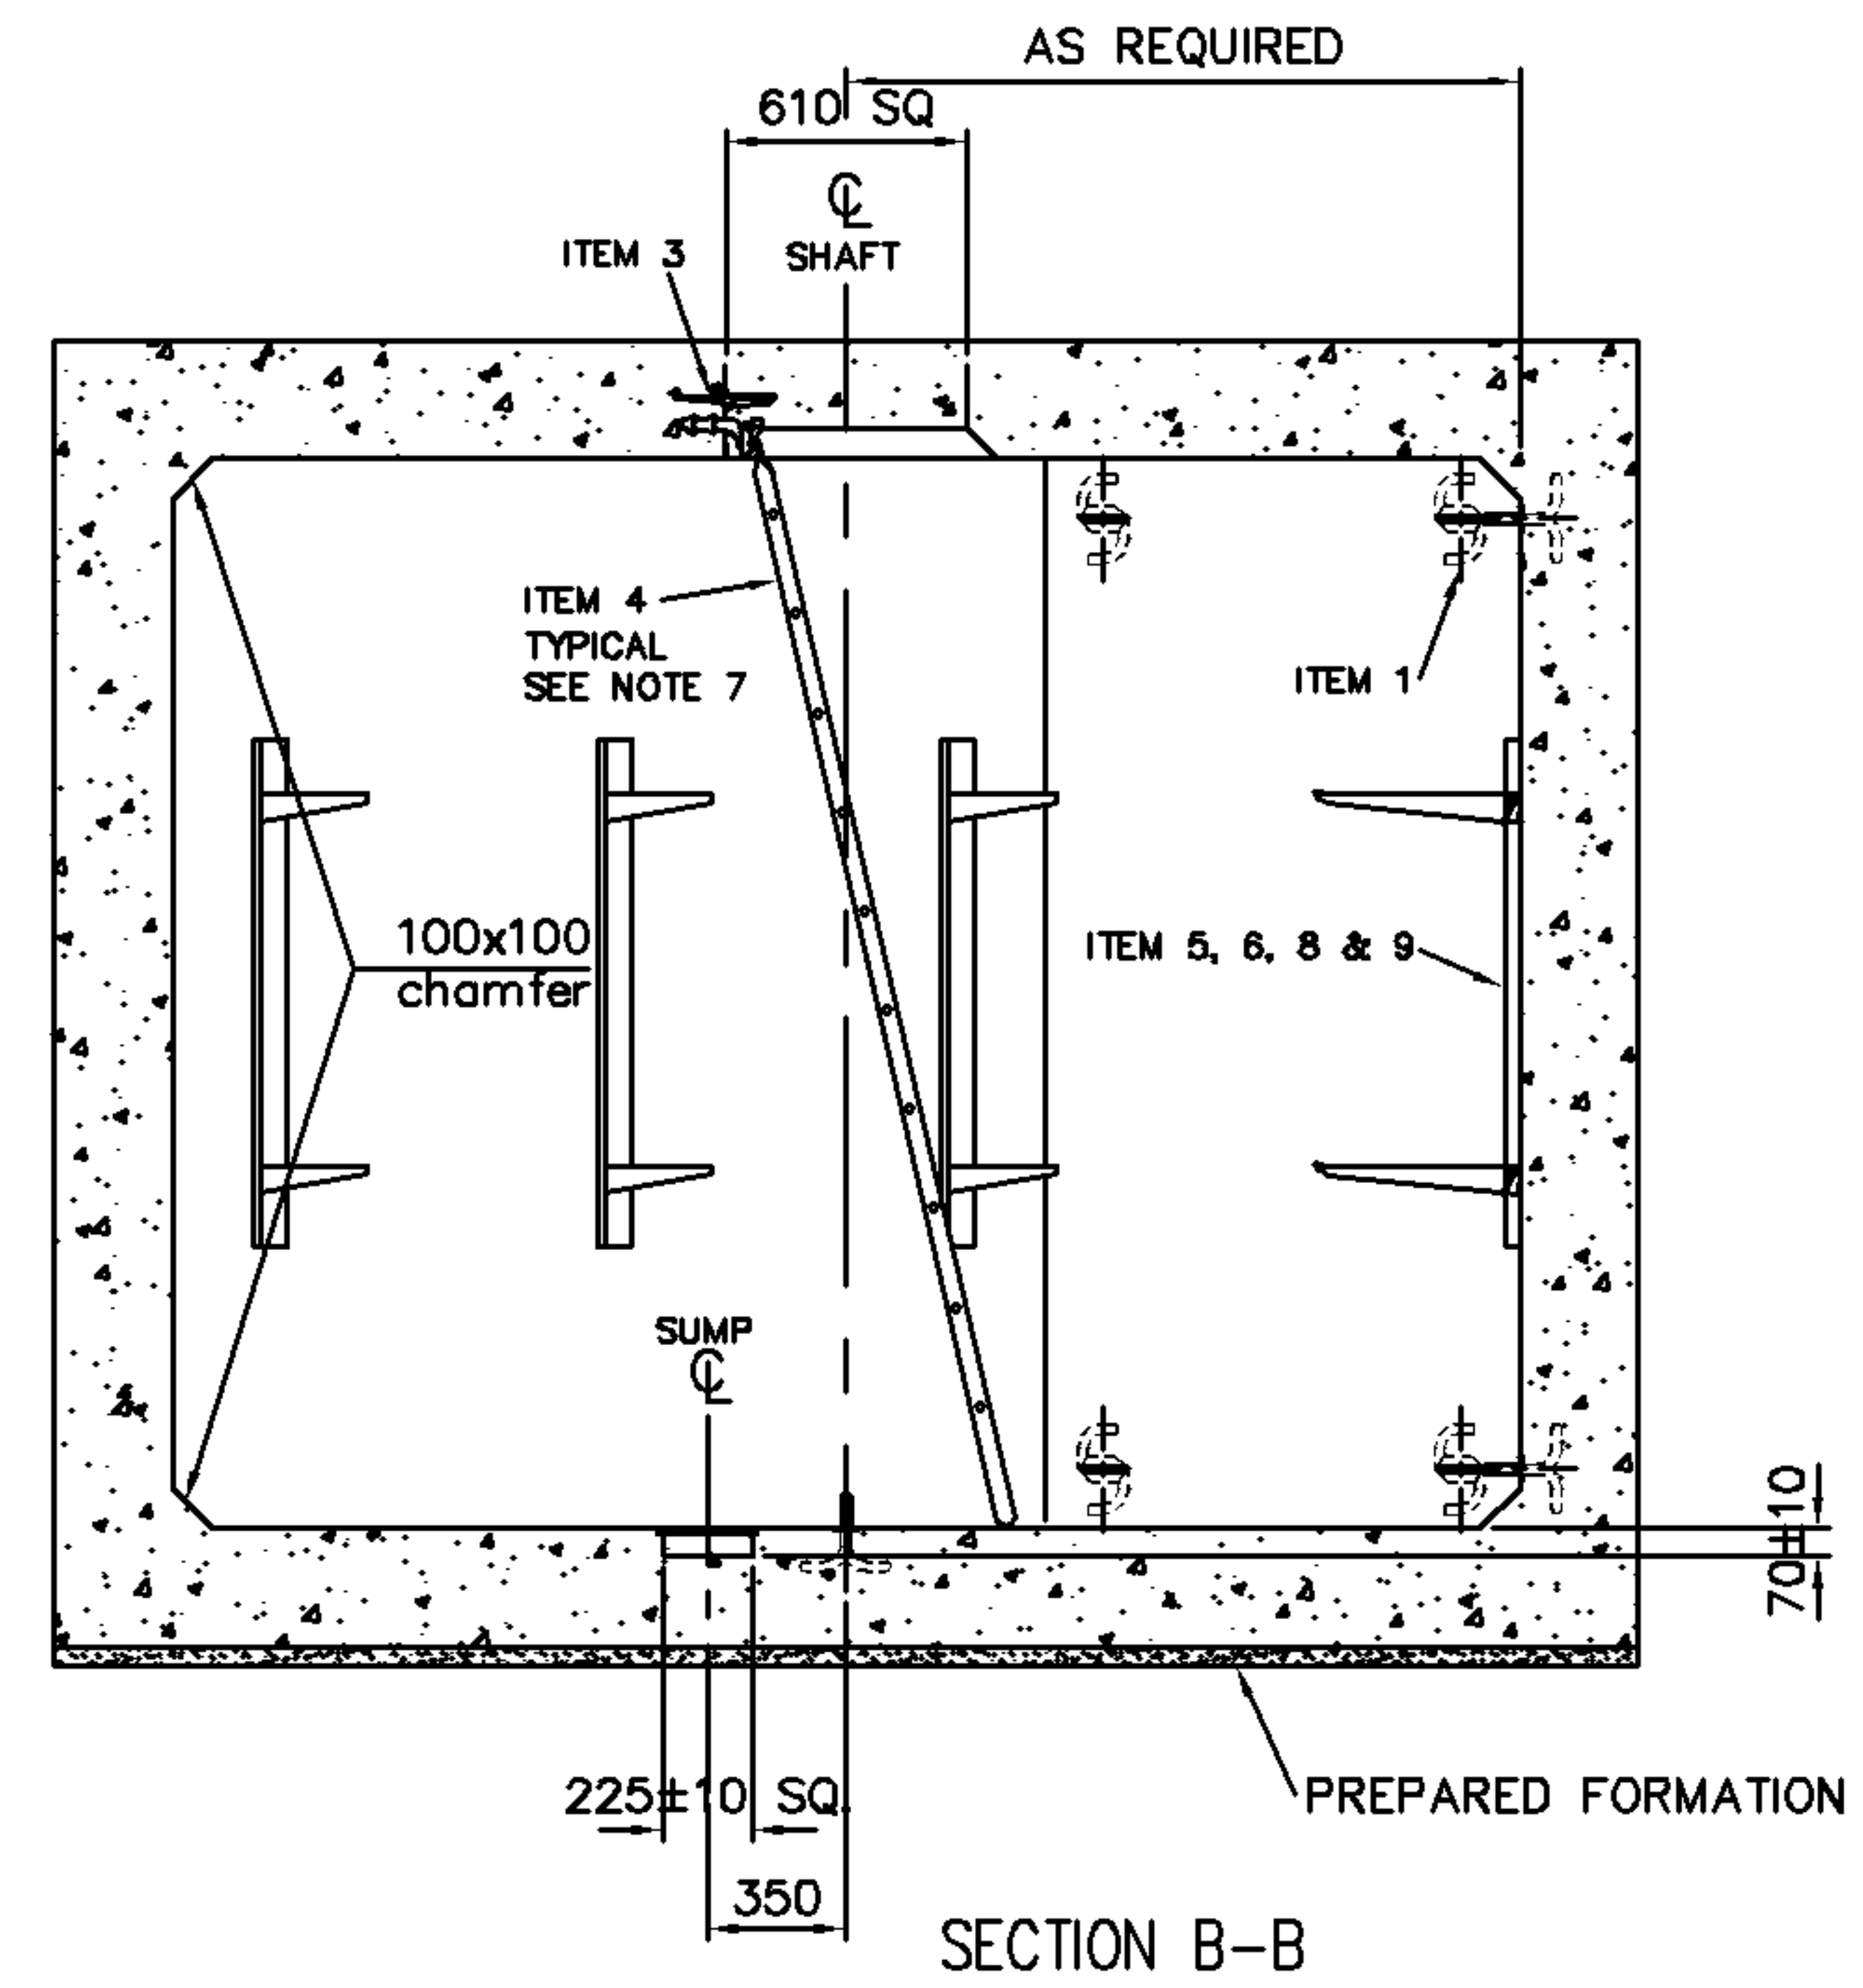 AS REQUIRED
610 SQ
℄
SHAFT
ITEM 3
ITEM 4
TYPICAL
SEE NOTE 7
ITEM 1
100x100
chamfer
ITEM 5, 6, 8 & 9
SUMP
℄
70±10
225±10 SQ.
PREPARED FORMATION
350
SECTION B–B